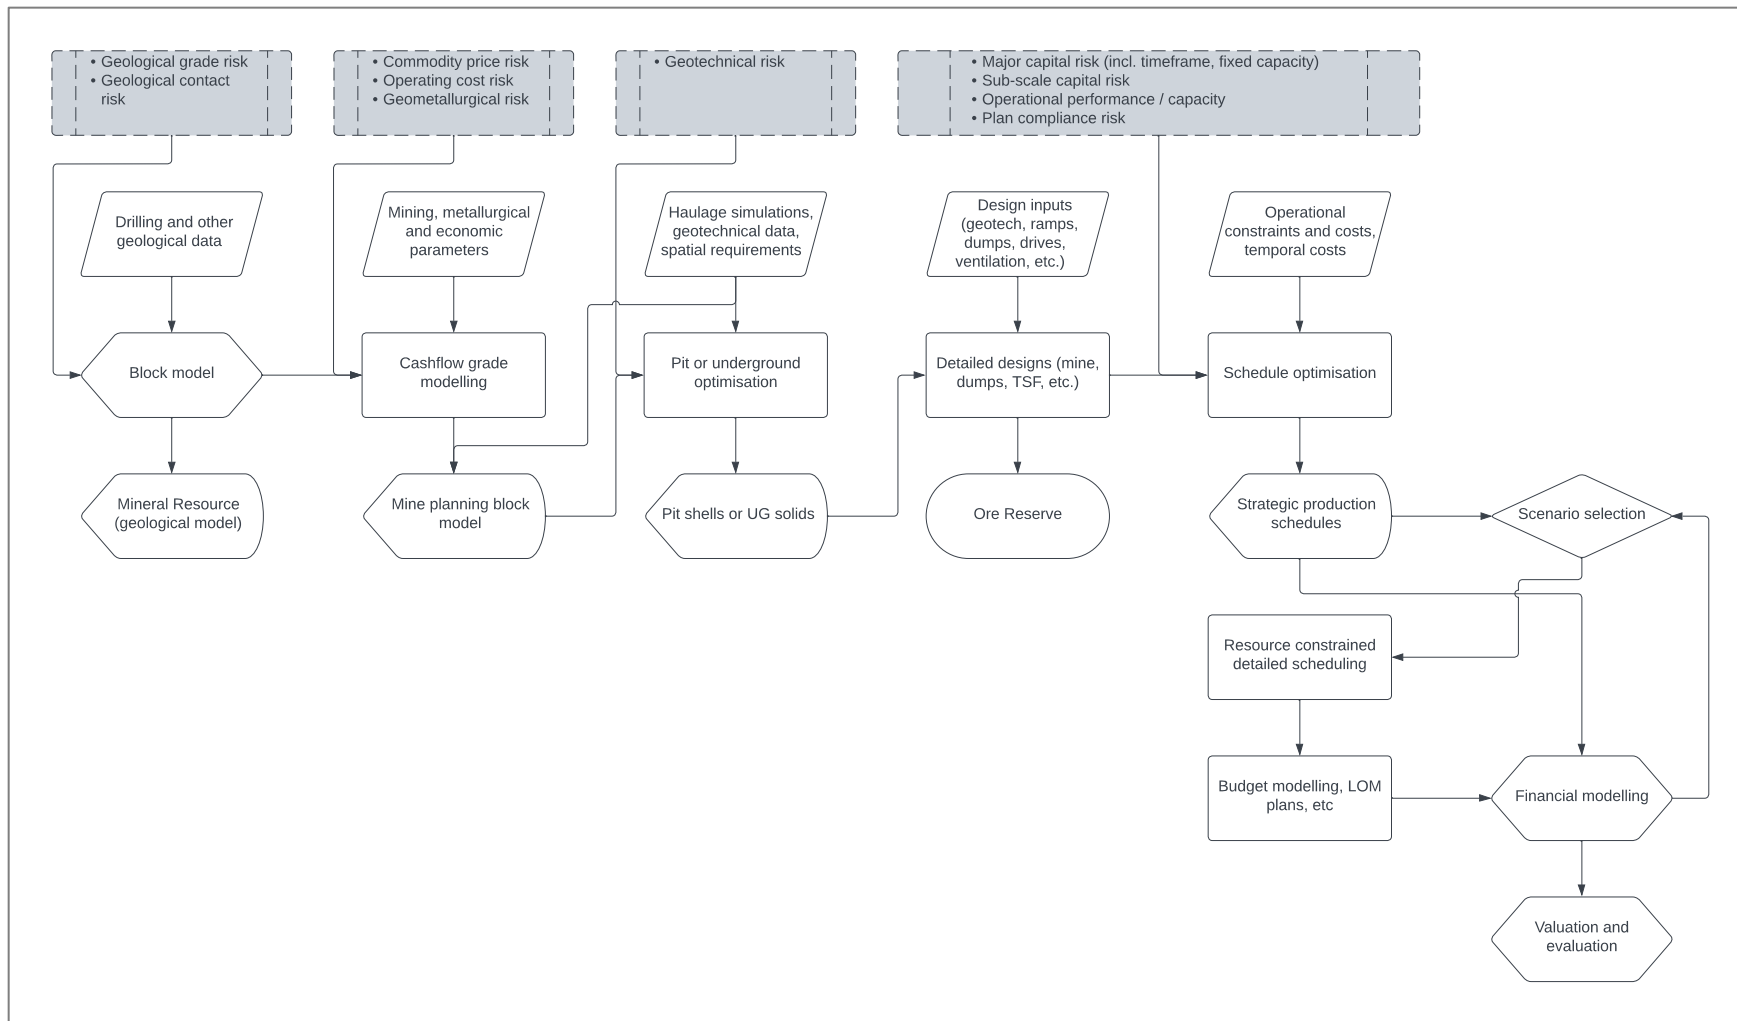 • Geological grade risk
• Geological contact
risk
• Commodity price risk
• Operating cost risk
• Geometallurgical risk
• Geotechnical risk
• Major capital risk (incl. timeframe, fixed capacity)
• Sub-scale capital risk
• Operational performance / capacity
• Plan compliance risk
Drilling and other
geological data
Mining, metallurgical
and economic
parameters
Haulage simulations,
geotechnical data,
spatial requirements
Design inputs
(geotech, ramps,
dumps, drives,
ventilation, etc.)
Operational
constraints and costs,
temporal costs
Block model
Cashflow grade
modelling
Pit or underground
optimisation
Detailed designs (mine,
dumps, TSF, etc.)
Schedule optimisation
Mineral Resource
(geological model)
Mine planning block
model
Pit shells or UG solids
Ore Reserve
Strategic production
schedules
Scenario selection
Resource constrained
detailed scheduling
Budget modelling, LOM
plans, etc
Financial modelling
Valuation and
evaluation